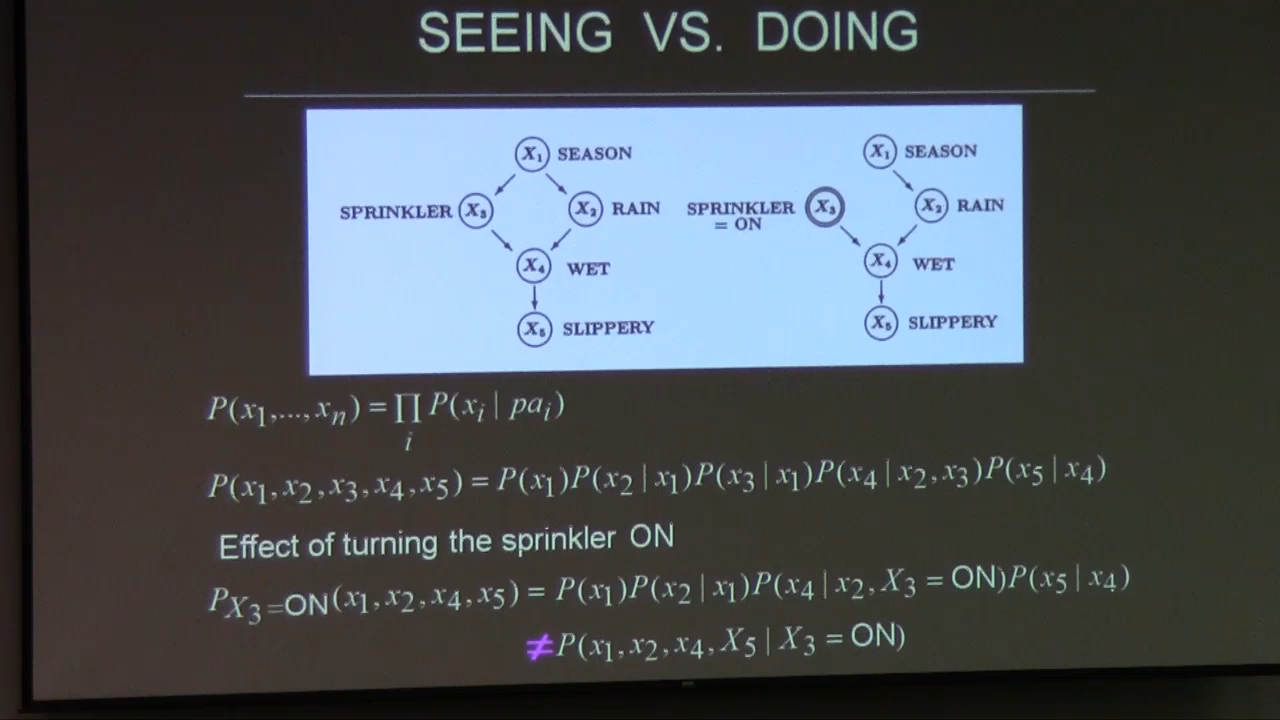 SEEING VS. DOING
X₁ SEASON
SPRINKLER X₃ X₂ RAIN
X₄ WET
X₅ SLIPPERY
X₁ SEASON
SPRINKLER = ON X₃ X₂ RAIN
X₄ WET
X₅ SLIPPERY
P(x₁,...,xₙ) = ∏ᵢ P(xᵢ | paᵢ)
P(x₁,x₂,x₃,x₄,x₅) = P(x₁)P(x₂ | x₁)P(x₃ | x₁)P(x₄ | x₂,x₃)P(x₅ | x₄)
Effect of turning the sprinkler ON
P_{X₃=ON}(x₁,x₂,x₄,x₅) = P(x₁)P(x₂ | x₁)P(x₄ | x₂, X₃ = ON)P(x₅ | x₄)
≠ P(x₁,x₂,x₄,X₅ | X₃ = ON)